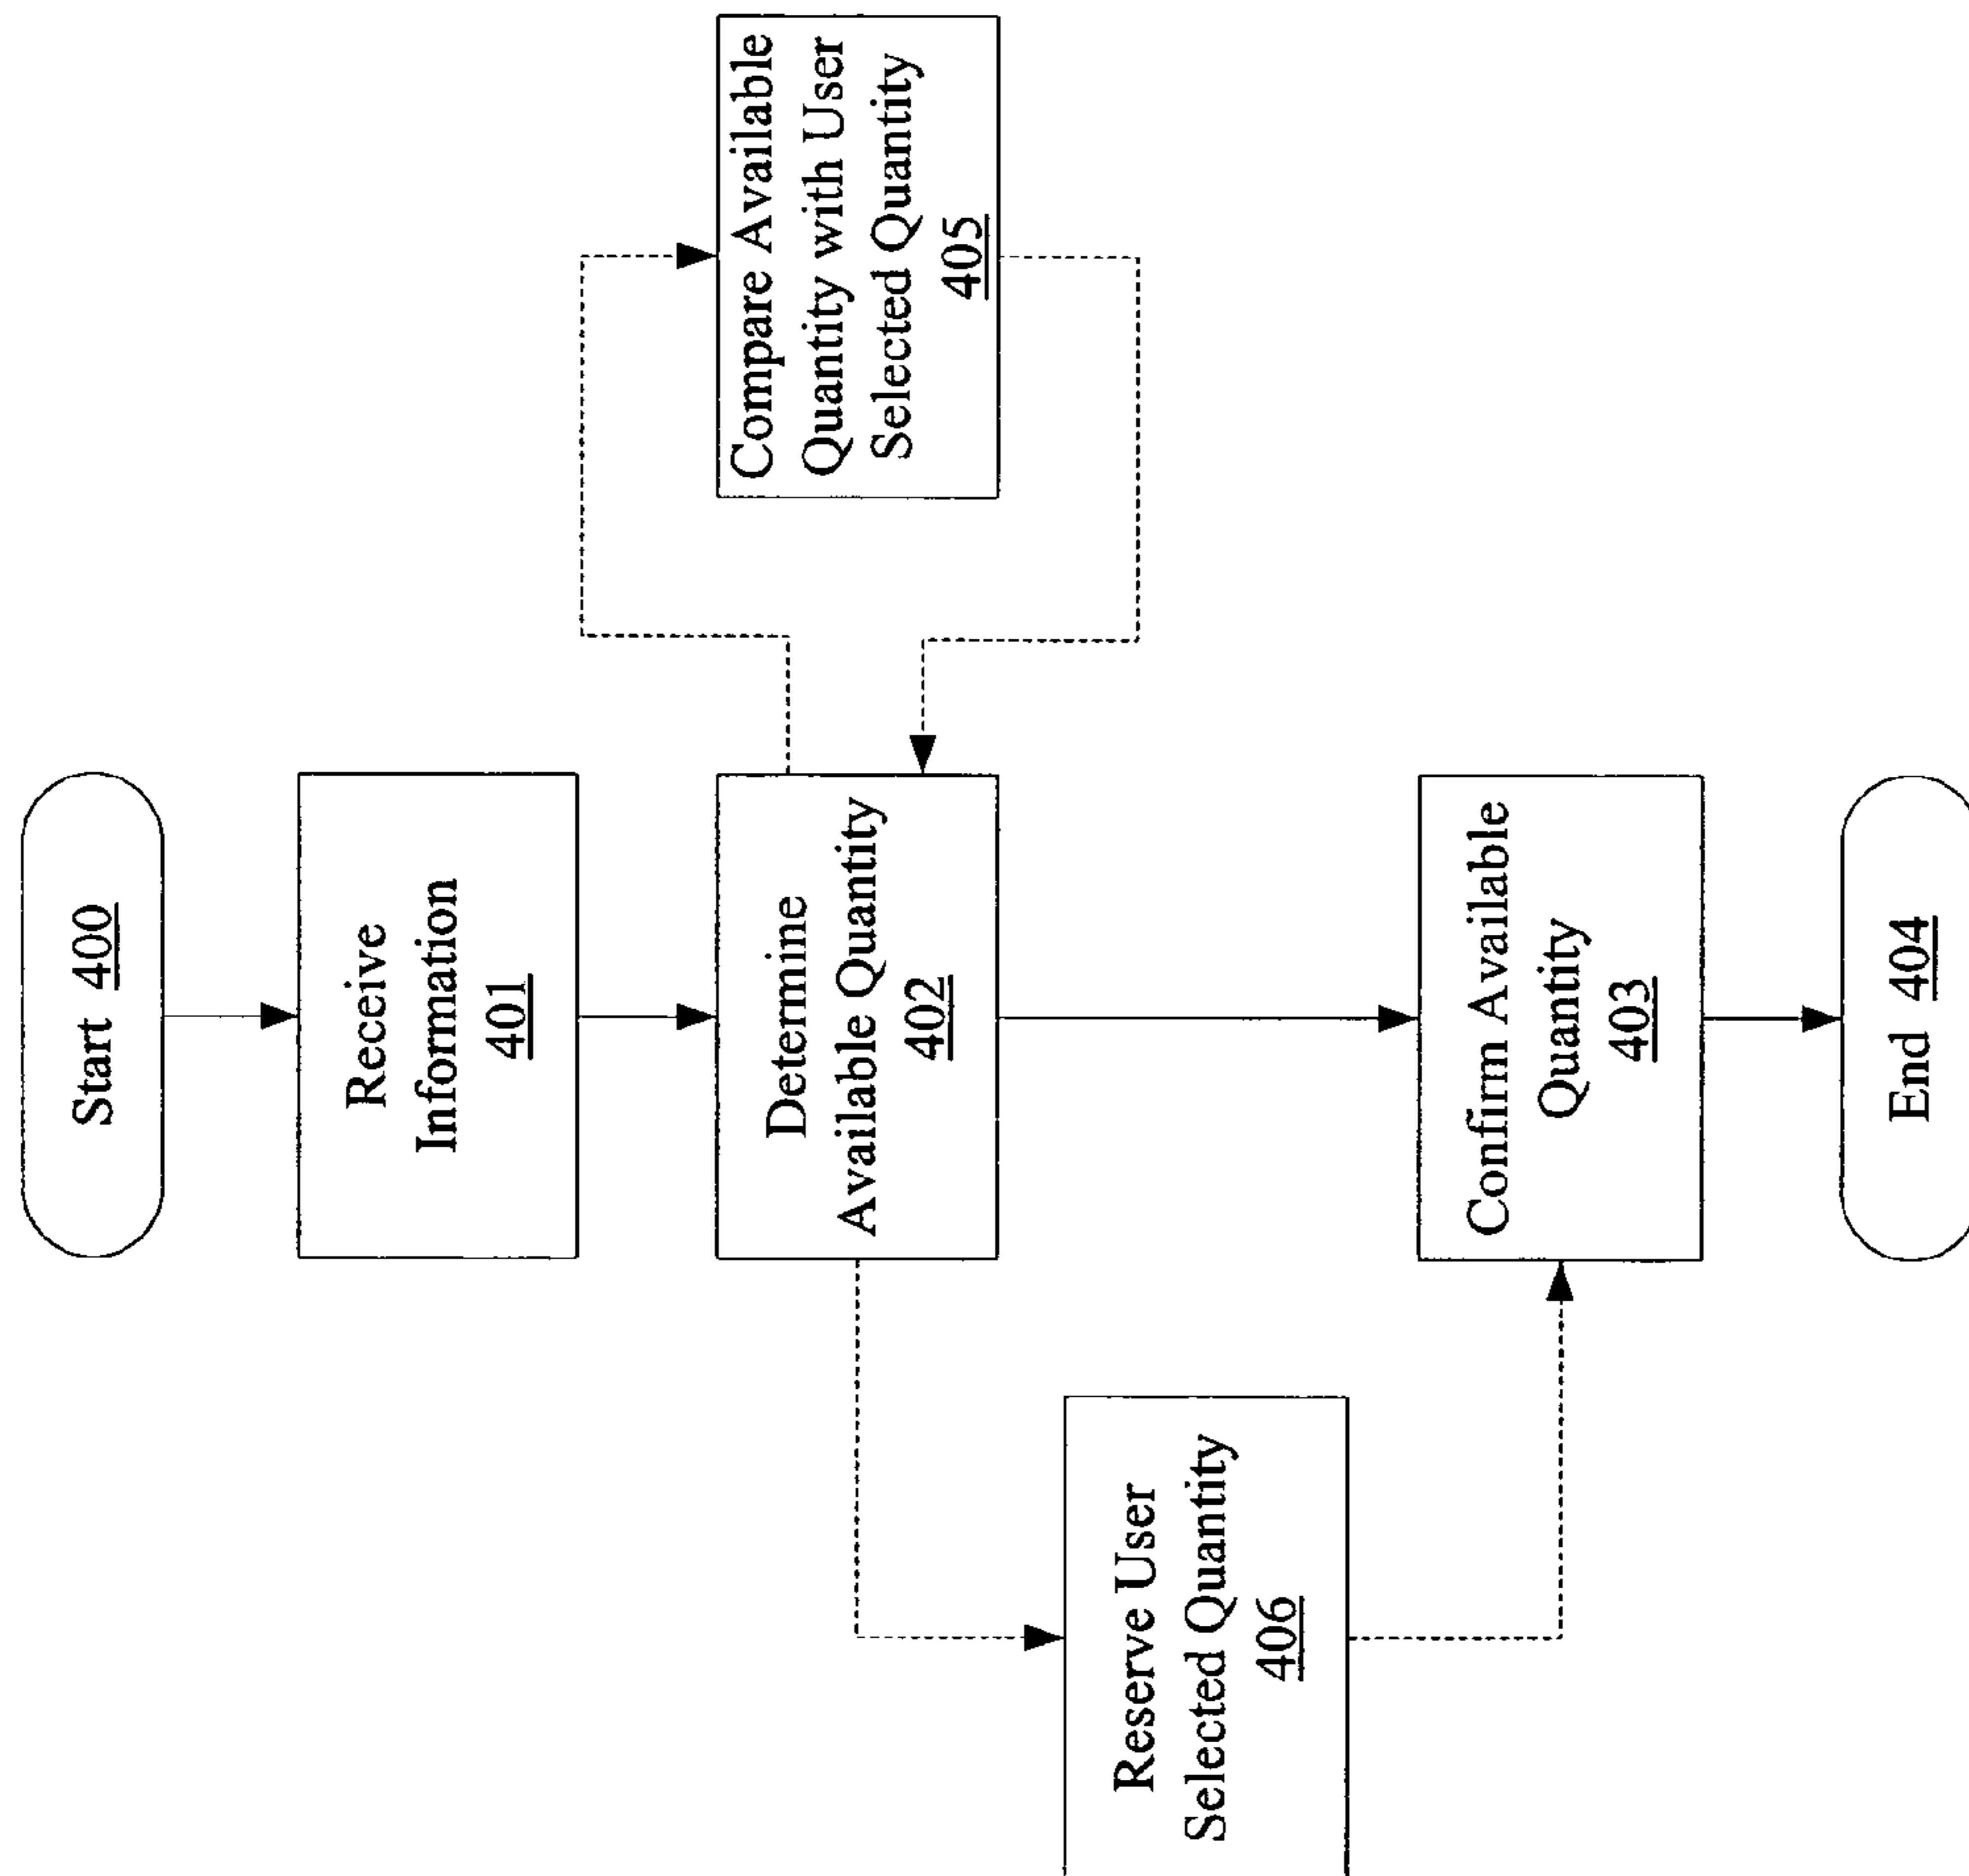 Start 400
Receive
Information
401
Determine
Available Quantity
402
Compare Available
Quantity with User
Selected Quantity
405
Reserve User
Selected Quantity
406
Confirm Available
Quantity
403
End 404